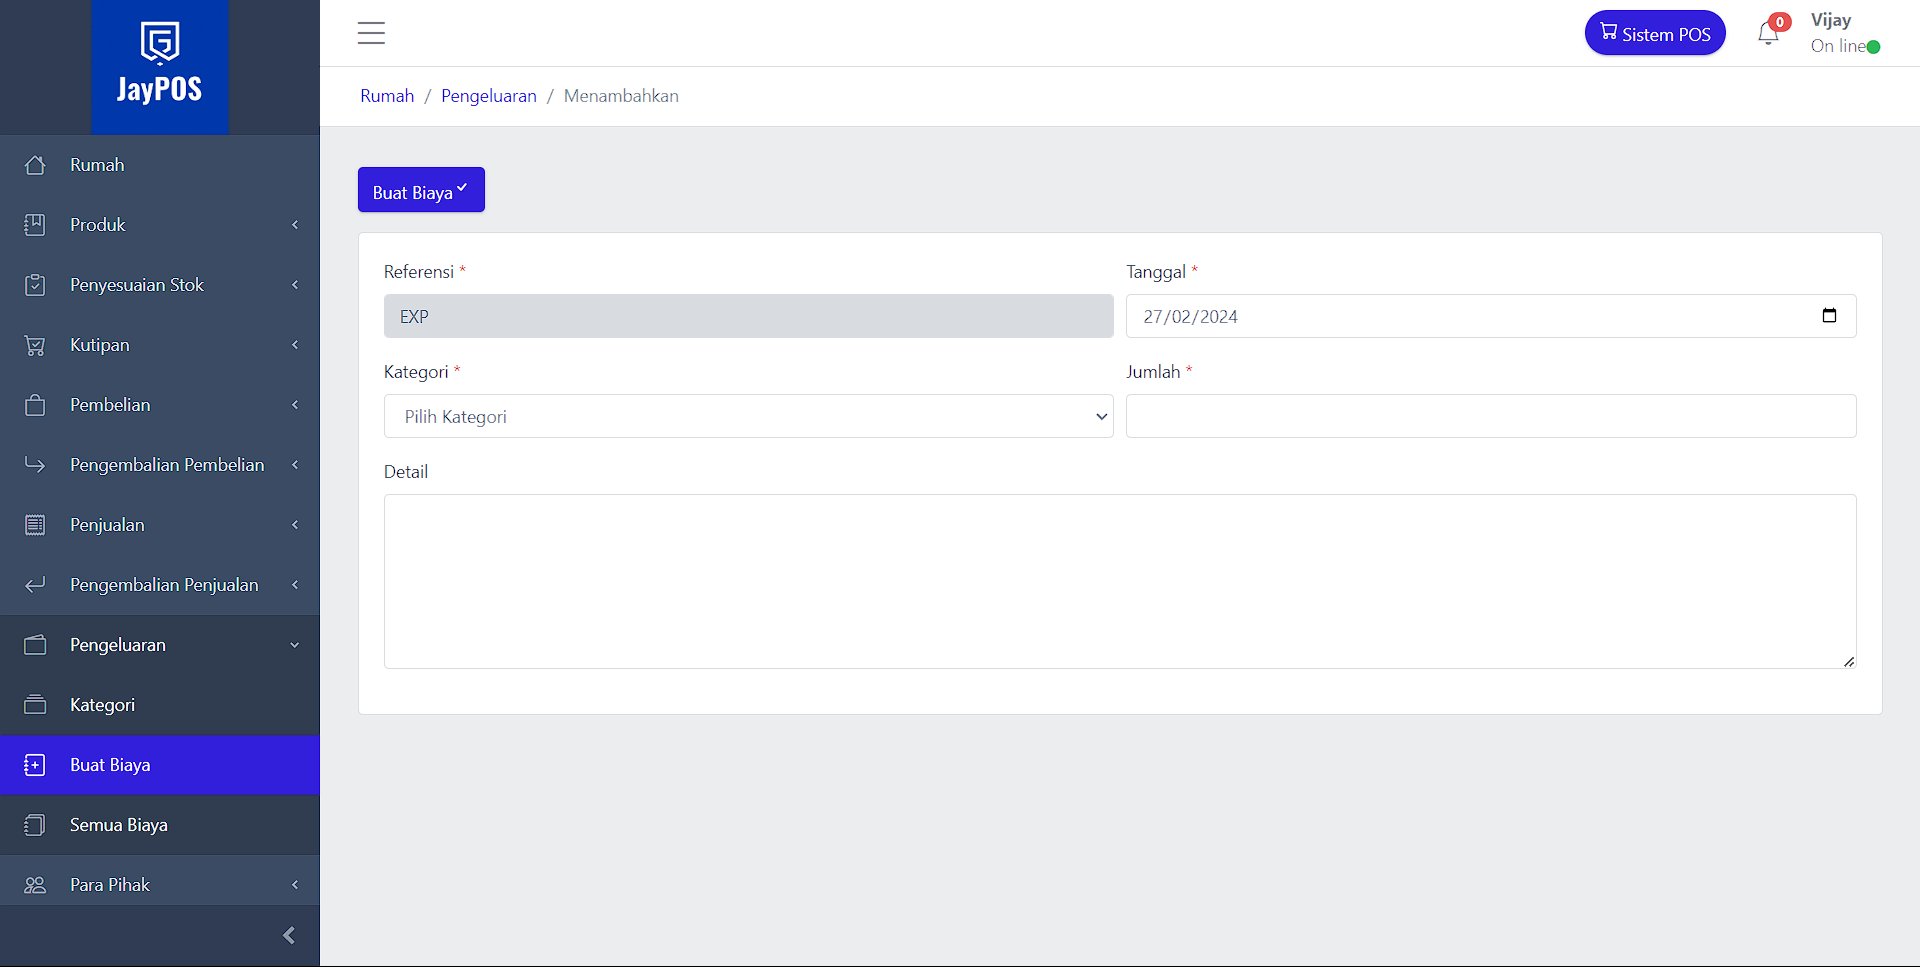 JayPOS
Rumah
Produk
Penyesuaian Stok
Kutipan
Pembelian
Pengembalian Pembelian
Penjualan
Pengembalian Penjualan
Pengeluaran
Kategori
Buat Biaya
Semua Biaya
Para Pihak
Sistem POS
0
Vijay
On line
Rumah / Pengeluaran / Menambahkan
Buat Biaya
Referensi * Tanggal *
EXP 27/02/2024
Kategori * Jumlah *
Pilih Kategori
Detail